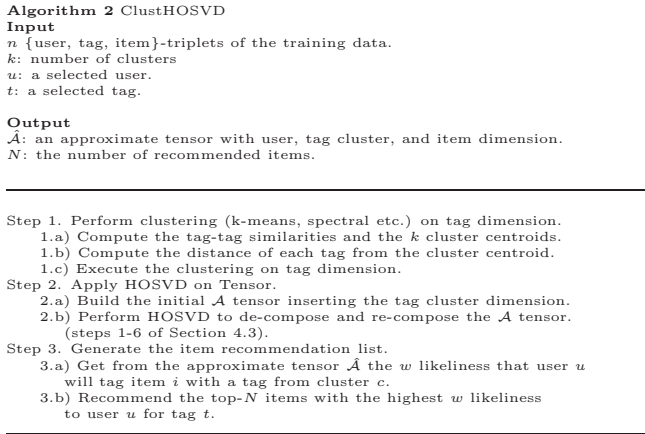 Algorithm 2 ClustHOSVD
Input
n {user, tag, item}-triplets of the training data.
k: number of clusters
u: a selected user.
t: a selected tag.
Output
Â: an approximate tensor with user, tag cluster, and item dimension.
N: the number of recommended items.
Step 1. Perform clustering (k-means, spectral etc.) on tag dimension.
1.a) Compute the tag-tag similarities and the k cluster centroids.
1.b) Compute the distance of each tag from the cluster centroid.
1.c) Execute the clustering on tag dimension.
Step 2. Apply HOSVD on Tensor.
2.a) Build the initial A tensor inserting the tag cluster dimension.
2.b) Perform HOSVD to de-compose and re-compose the A tensor.
(steps 1-6 of Section 4.3).
Step 3. Generate the item recommendation list.
3.a) Get from the approximate tensor Â the w likeliness that user u
will tag item i with a tag from cluster c.
3.b) Recommend the top-N items with the highest w likeliness
to user u for tag t.